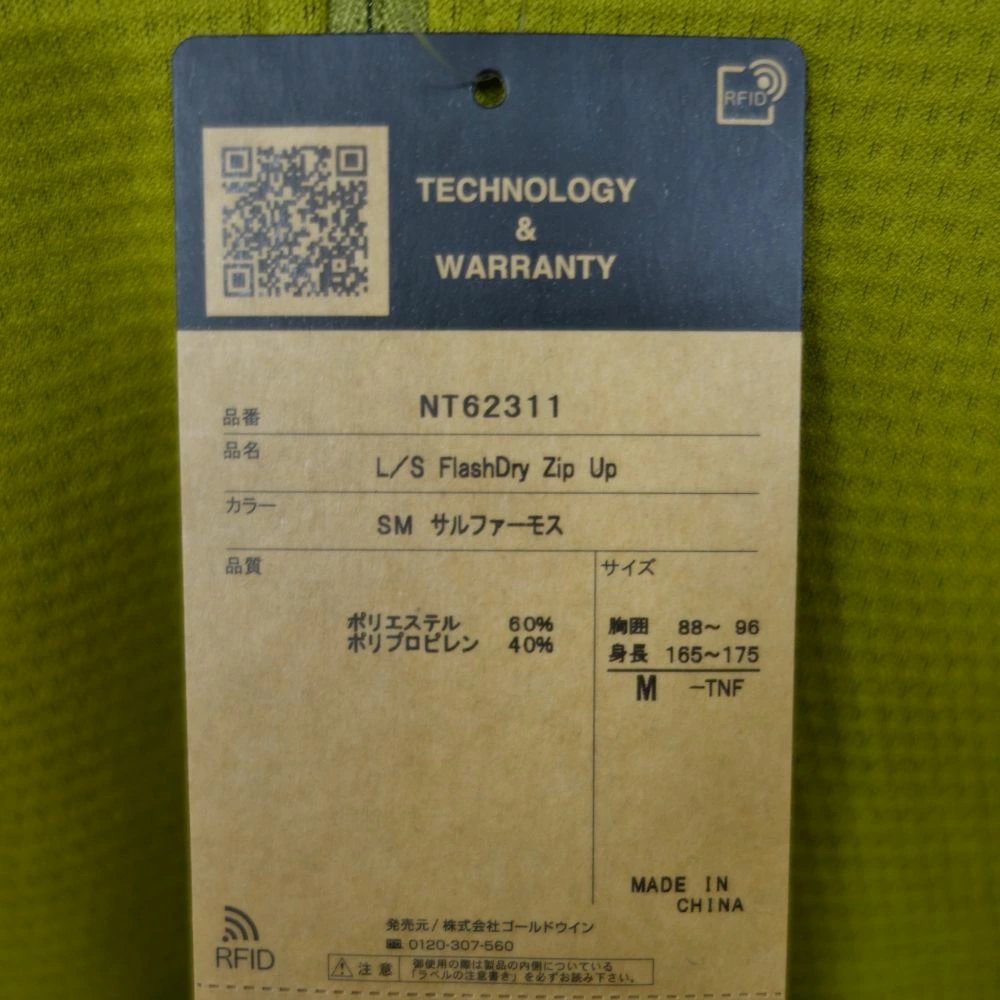 RFID
TECHNOLOGY
&
WARRANTY
品番 NT62311
品名 L/S FlashDry Zip Up
カラー SM サルファーモス
品質
ポリエステル 60%
ポリプロピレン 40%
サイズ
胸囲 88～ 96
身長 165～175
M -TNF
MADE IN
CHINA
発売元/株式会社ゴールドウイン
0120-307-560
RFID
注意
御使用の際は製品の内側についている
「ラベルの注意書き」を必ずお読み下さい。